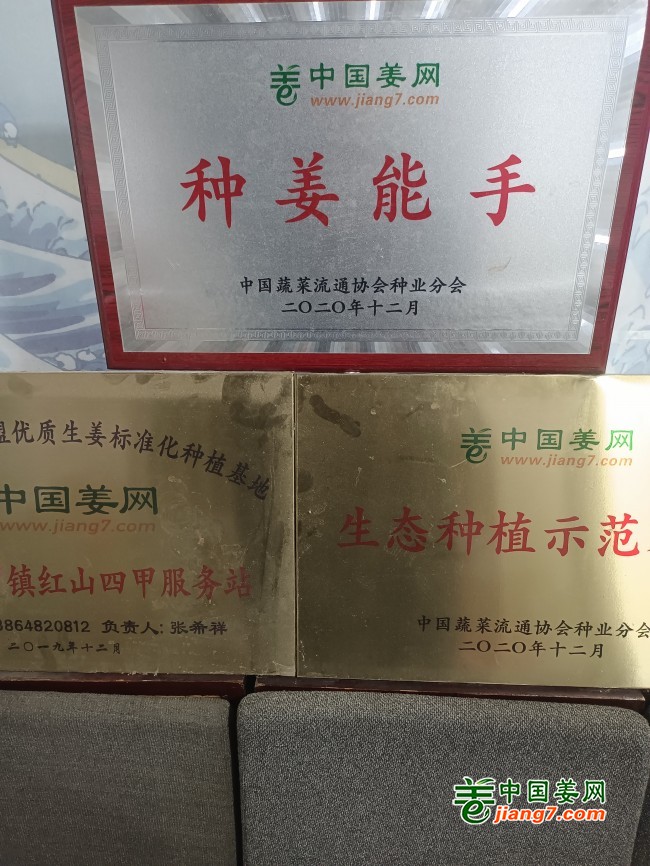 中国姜网
www.jiang7.com
种姜能手
中国蔬菜流通协会种业分会
二〇二〇年十二月
盟优质生姜标准化种植基地
中国姜网
www.jiang7.com
镇红山四甲服务站
8864820812 负责人:张希祥
二〇一九年十二月
中国姜网
www.jiang7.com
生态种植示范
中国蔬菜流通协会种业分会
二〇二〇年十二月
中国姜网
jiang7.com